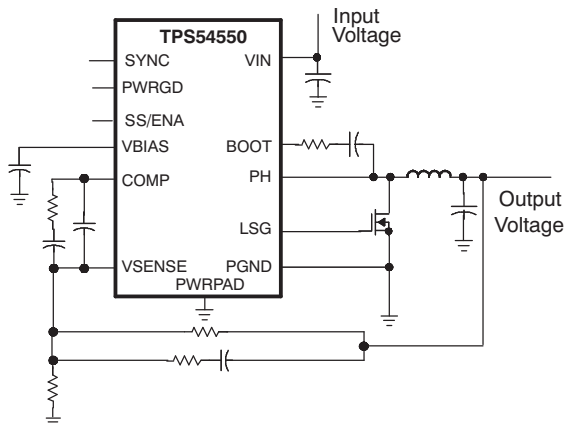 Input
Voltage
TPS54550
SYNC
VIN
PWRGD
SS/ENA
VBIAS
BOOT
COMP
PH
Output
Voltage
LSG
VSENSE
PGND
PWRPAD